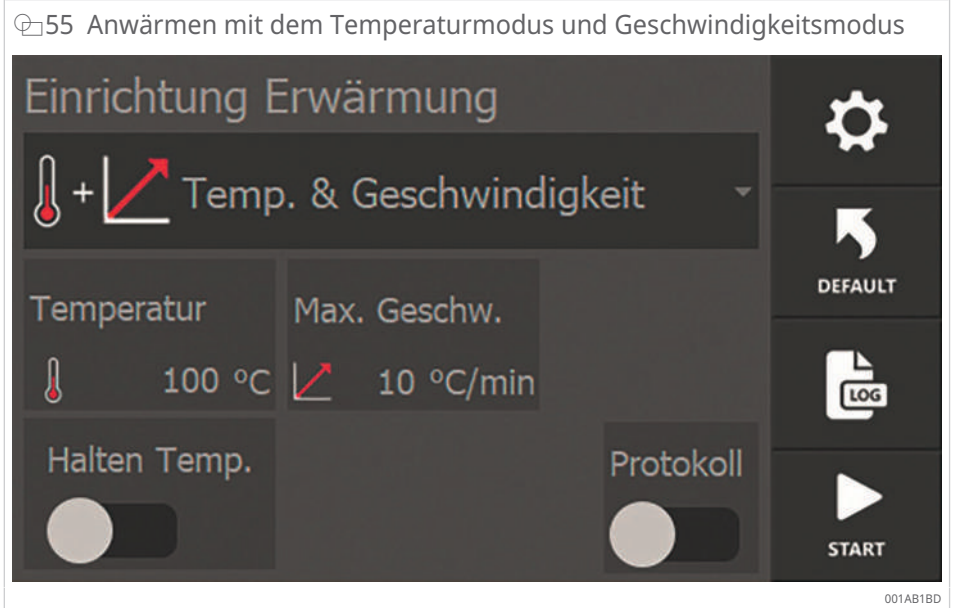 55 Anwärmen mit dem Temperaturmodus und Geschwindigkeitsmodus
Einrichtung Erwärmung
+ Temp. & Geschwindigkeit
DEFAULT
Temperatur
Max. Geschw.
100 °C
10 °C/min
LOG
Halten Temp.
Protokoll
START
001AB1BD